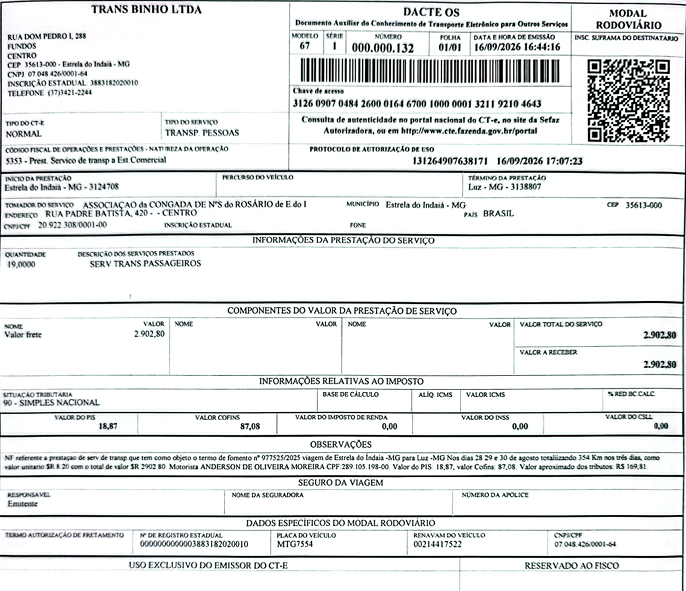 TRANS BINHO LTDA
RUA DOM PEDRO I, 288
FUNDOS
CENTRO
CEP 35613-000 - Estrela do Indaiá - MG
CNPJ 07 048 426/0001-64
INSCRIÇÃO ESTADUAL 3883182020010
TELEFONE (37)3421-2244
DACTE OS
Documento Auxiliar do Conhecimento de Transporte Eletrônico para Outros Serviços
MODELO SÉRIE NÚMERO FOLHA DATA E HORA DE EMISSÃO
67 1 000.000.132 01/01 16/09/2026 16:44:16
Chave de acesso
3126 0907 0484 2600 0164 6700 1000 0001 3211 9210 4643
Consulta de autenticidade no portal nacional do CT-e, no site da Sefaz
Autorizadora, ou em http://www.cte.fazenda.gov.br/portal
MODAL
RODOVIÁRIO
INSC. SUFRAMA DO DESTINATÁRIO
TIPO DO CT-E TIPO DO SERVIÇO
NORMAL TRANSP. PESSOAS
CÓDIGO FISCAL DE OPERAÇÕES E PRESTAÇÕES - NATUREZA DA OPERAÇÃO
5353 - Prest. Servico de transp a Est Comercial
PROTOCOLO DE AUTORIZAÇÃO DE USO
131264907638171 16/09/2026 17:07:23
INÍCIO DA PRESTAÇÃO PERCURSO DO VEÍCULO TÉRMINO DA PRESTAÇÃO
Estrela do Indaiá - MG - 3124708 Luz - MG - 3138807
TOMADOR DO SERVIÇO ASSOCIAÇAO da CONGADA DE NºS do ROSÁRIO de E.do I MUNICÍPIO Estrela do Indaiá - MG CEP 35613-000
ENDEREÇO RUA PADRE BATISTA, 420 - - CENTRO PAÍS BRASIL
CNPJ/CPF 20 922 308/0001-00 INSCRIÇÃO ESTADUAL FONE
INFORMAÇÕES DA PRESTAÇÃO DO SERVIÇO
QUANTIDADE DESCRIÇÃO DOS SERVIÇOS PRESTADOS
19,0000 SERV TRANS PASSAGEIROS
COMPONENTES DO VALOR DA PRESTAÇÃO DE SERVIÇO
NOME VALOR NOME VALOR NOME VALOR VALOR TOTAL DO SERVIÇO
Valor frete 2.902,80 2.902,80
VALOR A RECEBER
2.902,80
INFORMAÇÕES RELATIVAS AO IMPOSTO
SITUAÇÃO TRIBUTÁRIA BASE DE CÁLCULO ALÍQ. ICMS VALOR ICMS % RED BC CALC.
90 - SIMPLES NACIONAL
VALOR DO PIS VALOR COFINS VALOR DO IMPOSTO DE RENDA VALOR DO INSS VALOR DO CSLL
18,87 87,08 0,00 0,00 0,00
OBSERVAÇÕES
NF referente a prestaçao de serv de transp que tem como objeto o termo de fomento nº 977525/2025 viagem de Estrela do Indaia -MG para Luz -MG Nos dias 28 29 e 30 de agosto totaliizando 354 Km nos três dias, como
valor unitario $R 8.20 com o total de valor $R 2902 80 Motorista ANDERSON DE OLIVEIRA MOREIRA CPF 289.105 198-00. Valor do PIS 18,87, valor Cofins: 87,08. Valor aproximado dos tributos: R$ 169,81.
SEGURO DA VIAGEM
RESPONSÁVEL NOME DA SEGURADORA NÚMERO DA APÓLICE
Emitente
DADOS ESPECÍFICOS DO MODAL RODOVIÁRIO
TERMO AUTORIZAÇÃO DE FRETAMENTO Nº DE REGISTRO ESTADUAL PLACA DO VEÍCULO RENAVAM DO VEÍCULO CNPJ/CPF
0000000000003883182020010 MTG7554 00214417522 07 048.426/0001-64
USO EXCLUSIVO DO EMISSOR DO CT-E RESERVADO AO FISCO